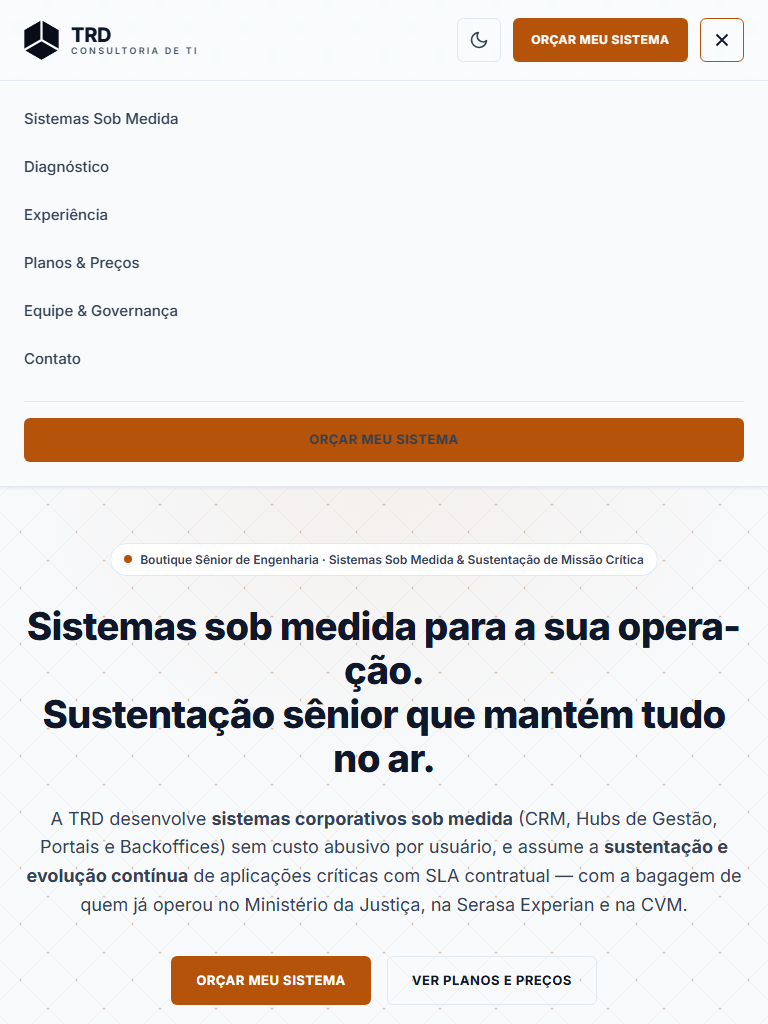 TRD
CONSULTORIA DE TI
ORÇAR MEU SISTEMA
Sistemas Sob Medida
Diagnóstico
Experiência
Planos & Preços
Equipe & Governança
Contato
ORÇAR MEU SISTEMA
Boutique Sênior de Engenharia · Sistemas Sob Medida & Sustentação de Missão Crítica
Sistemas sob medida para a sua opera-
ção.
Sustentação sênior que mantém tudo
no ar.
A TRD desenvolve sistemas corporativos sob medida (CRM, Hubs de Gestão,
Portais e Backoffices) sem custo abusivo por usuário, e assume a sustentação e
evolução contínua de aplicações críticas com SLA contratual — com a bagagem de
quem já operou no Ministério da Justiça, na Serasa Experian e na CVM.
ORÇAR MEU SISTEMA
VER PLANOS E PREÇOS